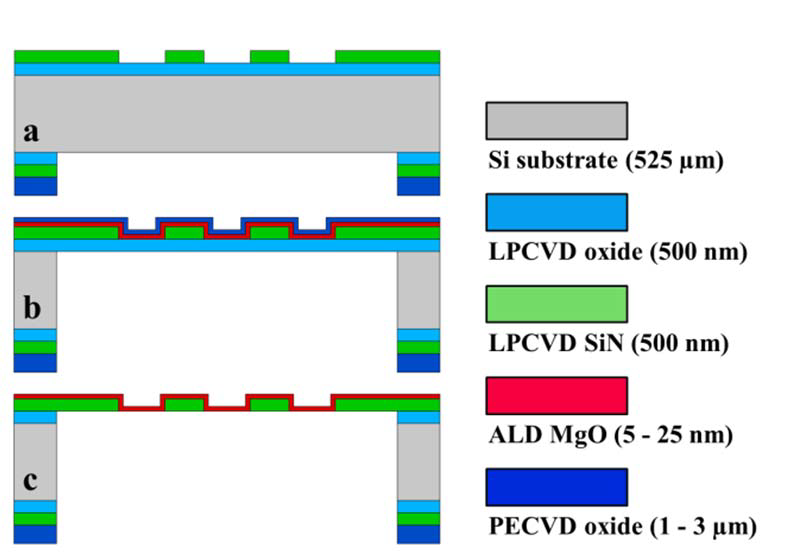 a
b
c
Si substrate (525 μm)
LPCVD oxide (500 nm)
LPCVD SiN (500 nm)
ALD MgO (5 - 25 nm)
PECVD oxide (1 - 3 μm)